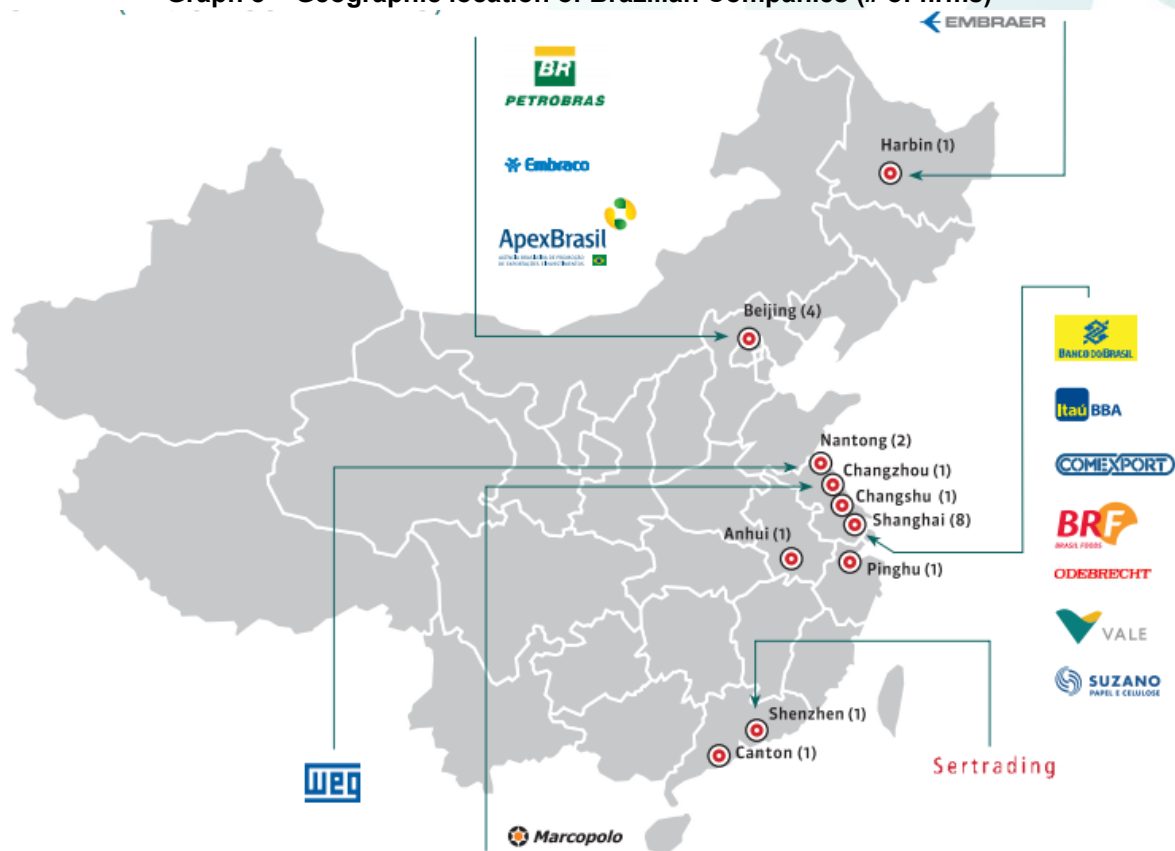 EMBRAER
BR
PETROBRAS
Embraco
ApexBrasil
Harbin (1)
Beijing (4)
BANCO DO BRASIL
Itaú BBA
COMEXPORT
BRF
BRASIL FOODS
ODEBRECHT
VALE
SUZANO
PAPEL E CELULOSE
Nantong (2)
Changzhou (1)
Changshu (1)
Shanghai (8)
Anhui (1)
Pinghu (1)
Shenzhen (1)
Canton (1)
Sertrading
weg
Marcopolo